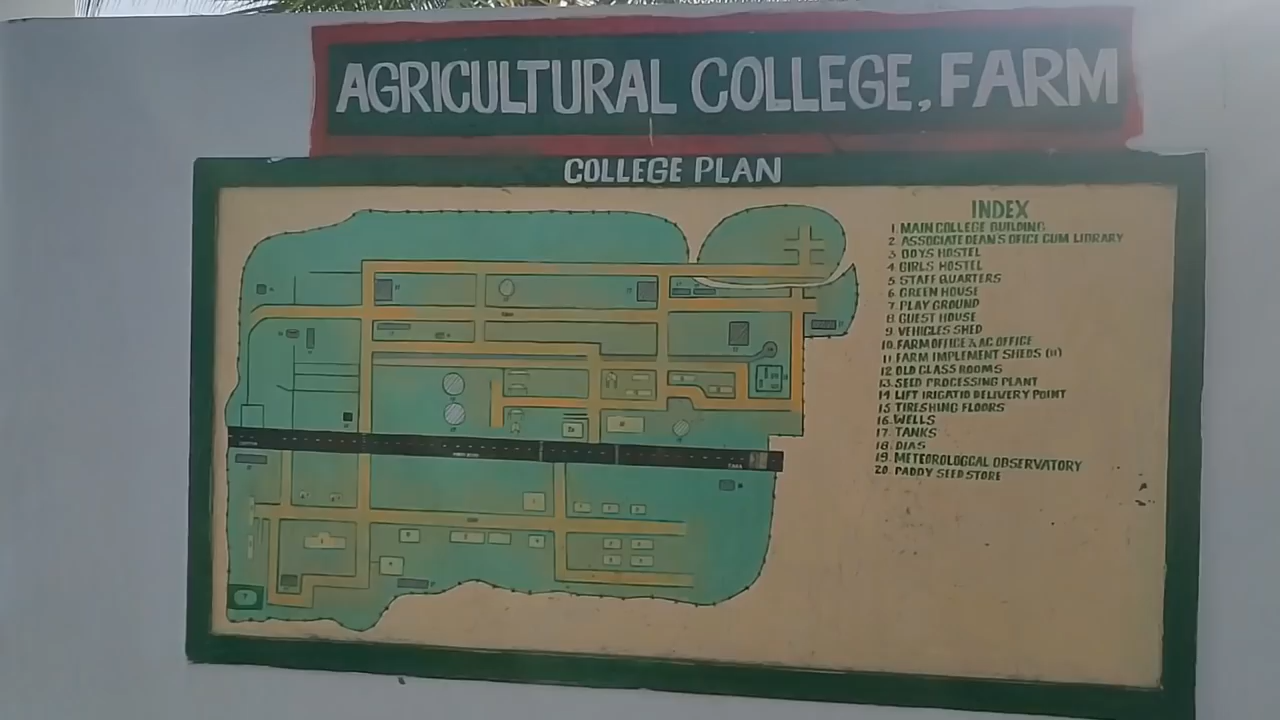 AGRICULTURAL COLLEGE, FARM
COLLEGE PLAN
INDEX
1. MAIN COLLEGE BUILDING
2. ASSOCIATE DEAN'S OFICE CUM LIBRARY
3 BOYS HOSTEL
4 GIRLS HOSTEL
5 STAFF QUARTERS
6 GREEN HOUSE
7 PLAY GROUND
8 GUEST HOUSE
9 VEHICLES SHED
10. FARM OFFICE & AC OFFICE
11 FARM IMPLEMENT SHEDS (11)
12 OLD CLASS ROOMS
13. SEED PROCESSING PLANT
14 LIFT IRIGATIO DELIVERY POINT
15 TIRESHING FLOORS
16. WELLS
17. TANKS
18. DIAS
19. METEOROLOGCAL OBSERVATORY
20. PADDY SEED STORE